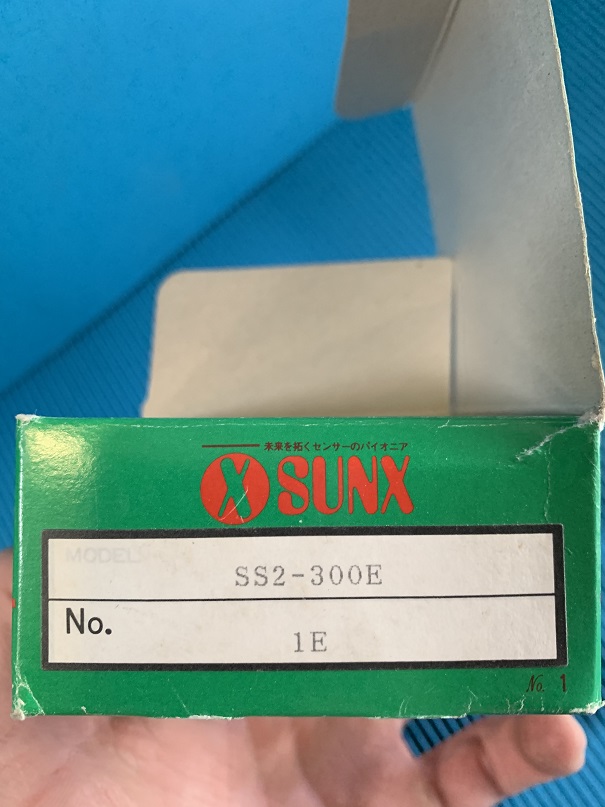 未来を拓くセンサーのパイオニア
X SUNX
MODEL
SS2-300E
No.
1E
No. 1